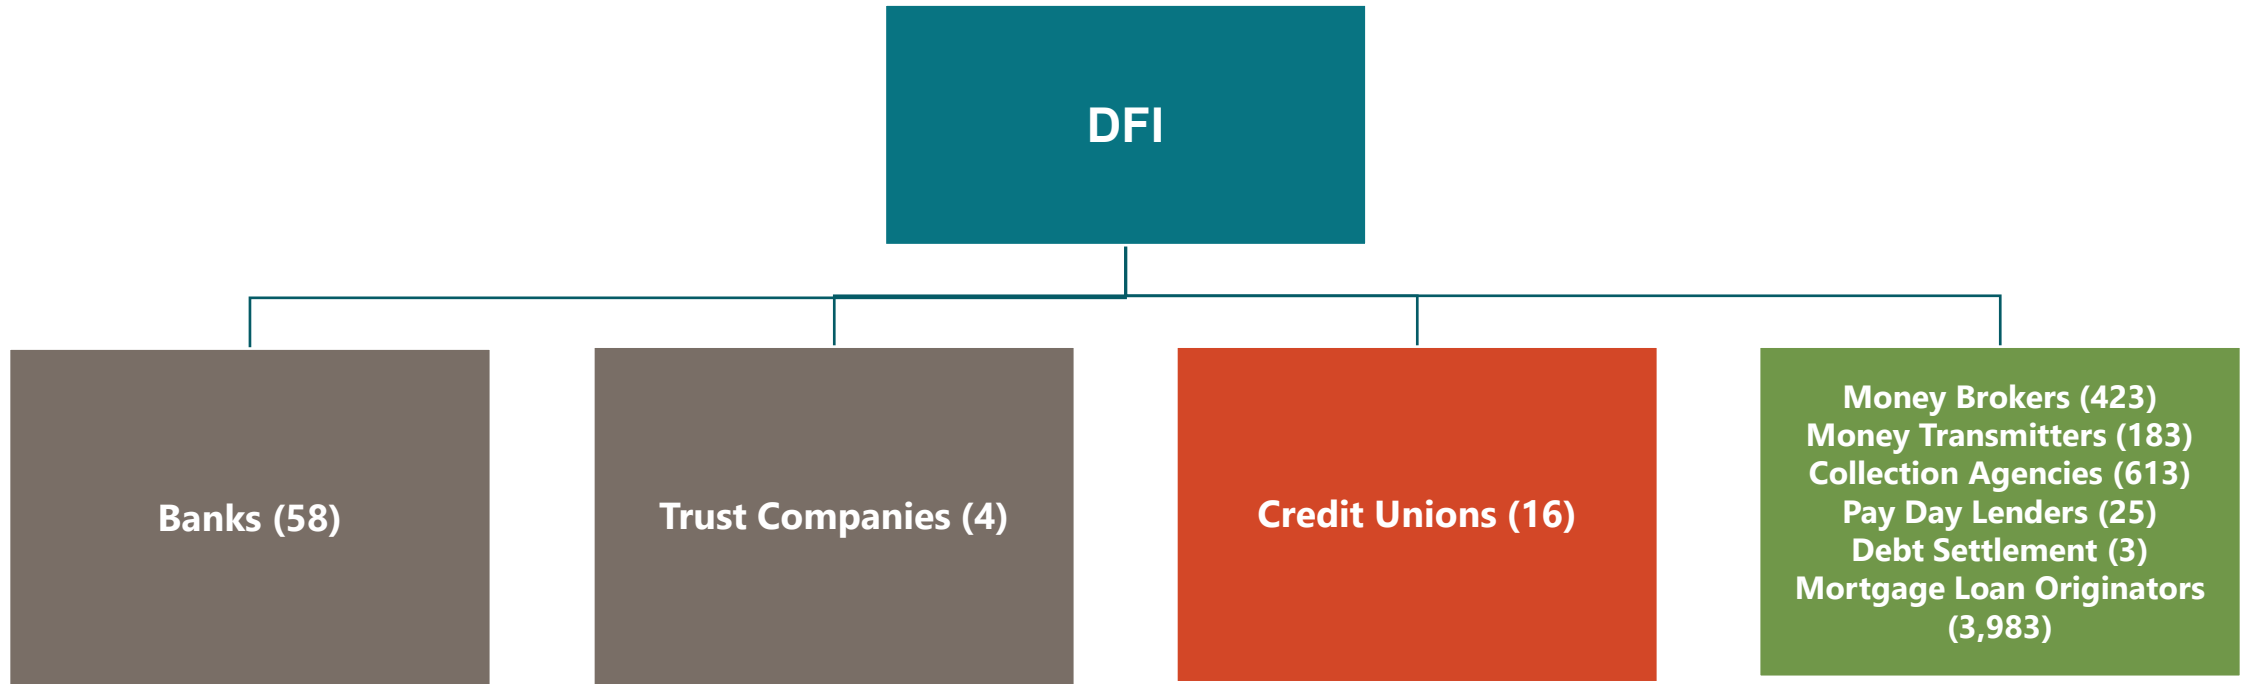 DFI
Banks (58)
Trust Companies (4)
Credit Unions (16)
Money Brokers (423)
Money Transmitters (183)
Collection Agencies (613)
Pay Day Lenders (25)
Debt Settlement (3)
Mortgage Loan Originators
(3,983)